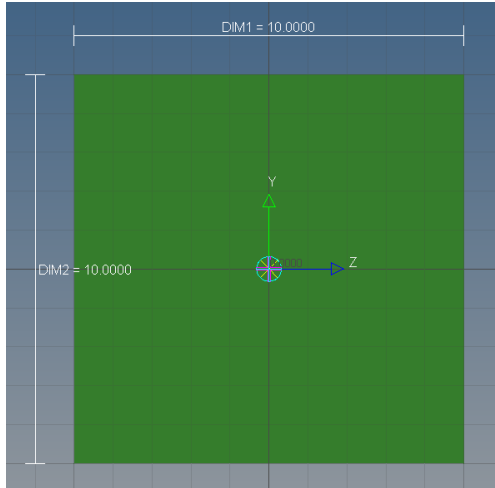 DIM1 = 10.0000
Y
Z
DIM2 = 10.0000